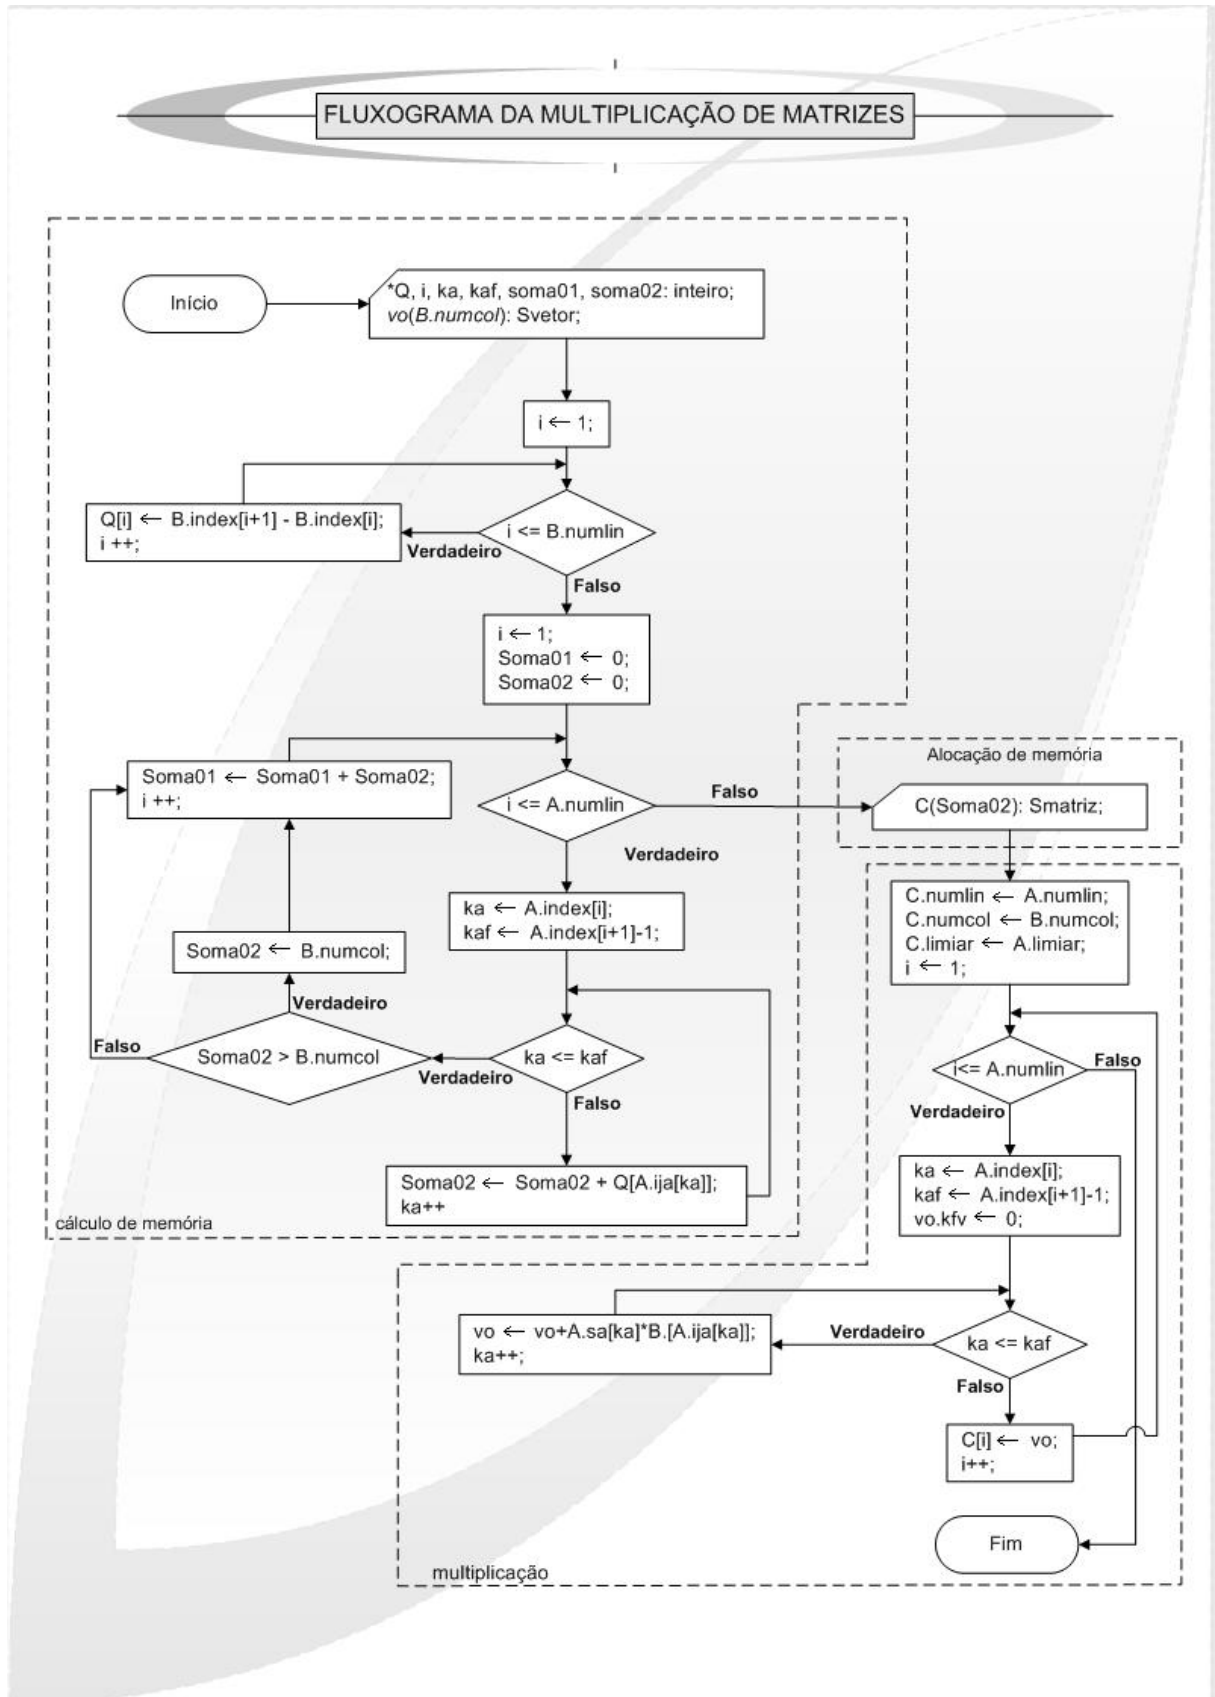 FLUXOGRAMA DA MULTIPLICAÇÃO DE MATRIZES
Início
*Q, i, ka, kaf, soma01, soma02: inteiro;
vo(B.numcol): Svetor;
i ← 1;
Q[i] ← B.index[i+1] - B.index[i];
i ++;
i <= B.numlin
Verdadeiro
Falso
i ← 1;
Soma01 ← 0;
Soma02 ← 0;
Soma01 ← Soma01 + Soma02;
i ++;
i <= A.numlin
Falso
Verdadeiro
Alocação de memória
C(Soma02): Smatriz;
ka ← A.index[i];
kaf ← A.index[i+1]-1;
Soma02 ← B.numcol;
Verdadeiro
Falso
Soma02 > B.numcol
Verdadeiro
ka <= kaf
Falso
Soma02 ← Soma02 + Q[A.ija[ka]];
ka++
cálculo de memória
C.numlin ← A.numlin;
C.numcol ← B.numcol;
C.limiar ← A.limiar;
i ← 1;
i<= A.numlin
Falso
Verdadeiro
ka ← A.index[i];
kaf ← A.index[i+1]-1;
vo.kfv ← 0;
vo ← vo+A.sa[ka]*B.[A.ija[ka]];
ka++;
Verdadeiro
ka <= kaf
Falso
C[i] ← vo;
i++;
Fim
multiplicação